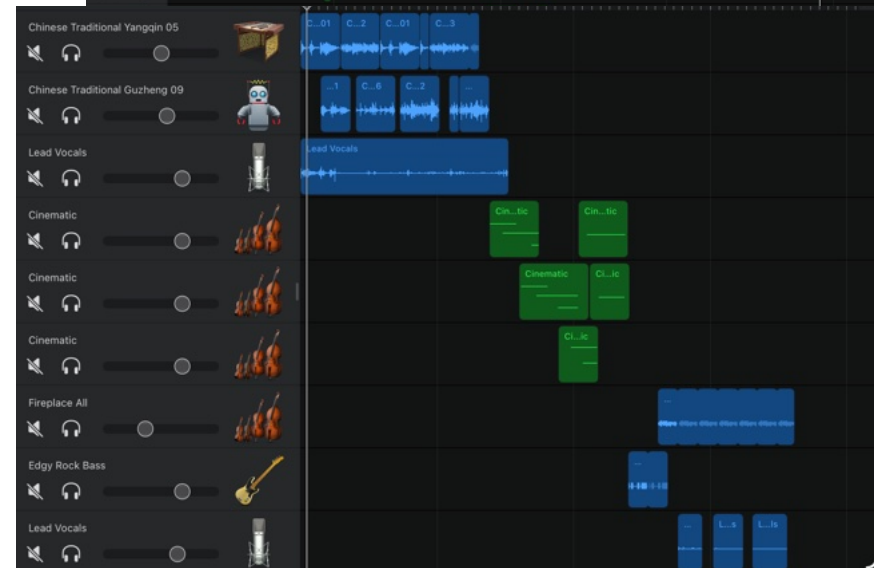 Chinese Traditional Yangqin 05
C...01 C...2 C...01 C...3
Chinese Traditional Guzheng 09
...1 C...6 C...2 ...
Lead Vocals
Lead Vocals
Cinematic
Cin...tic Cin...tic
Cinematic
Cinematic Ci...ic
Cinematic
Ci...ic
Fireplace All
...
Edgy Rock Bass
...
Lead Vocals
... L...s L...ls